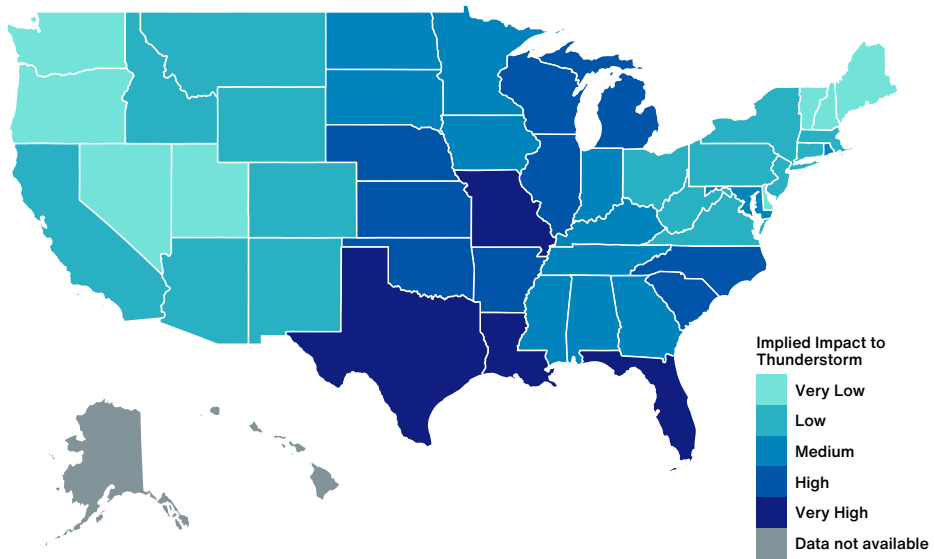 Implied Impact to
Thunderstorm
Very Low
Low
Medium
High
Very High
Data not available